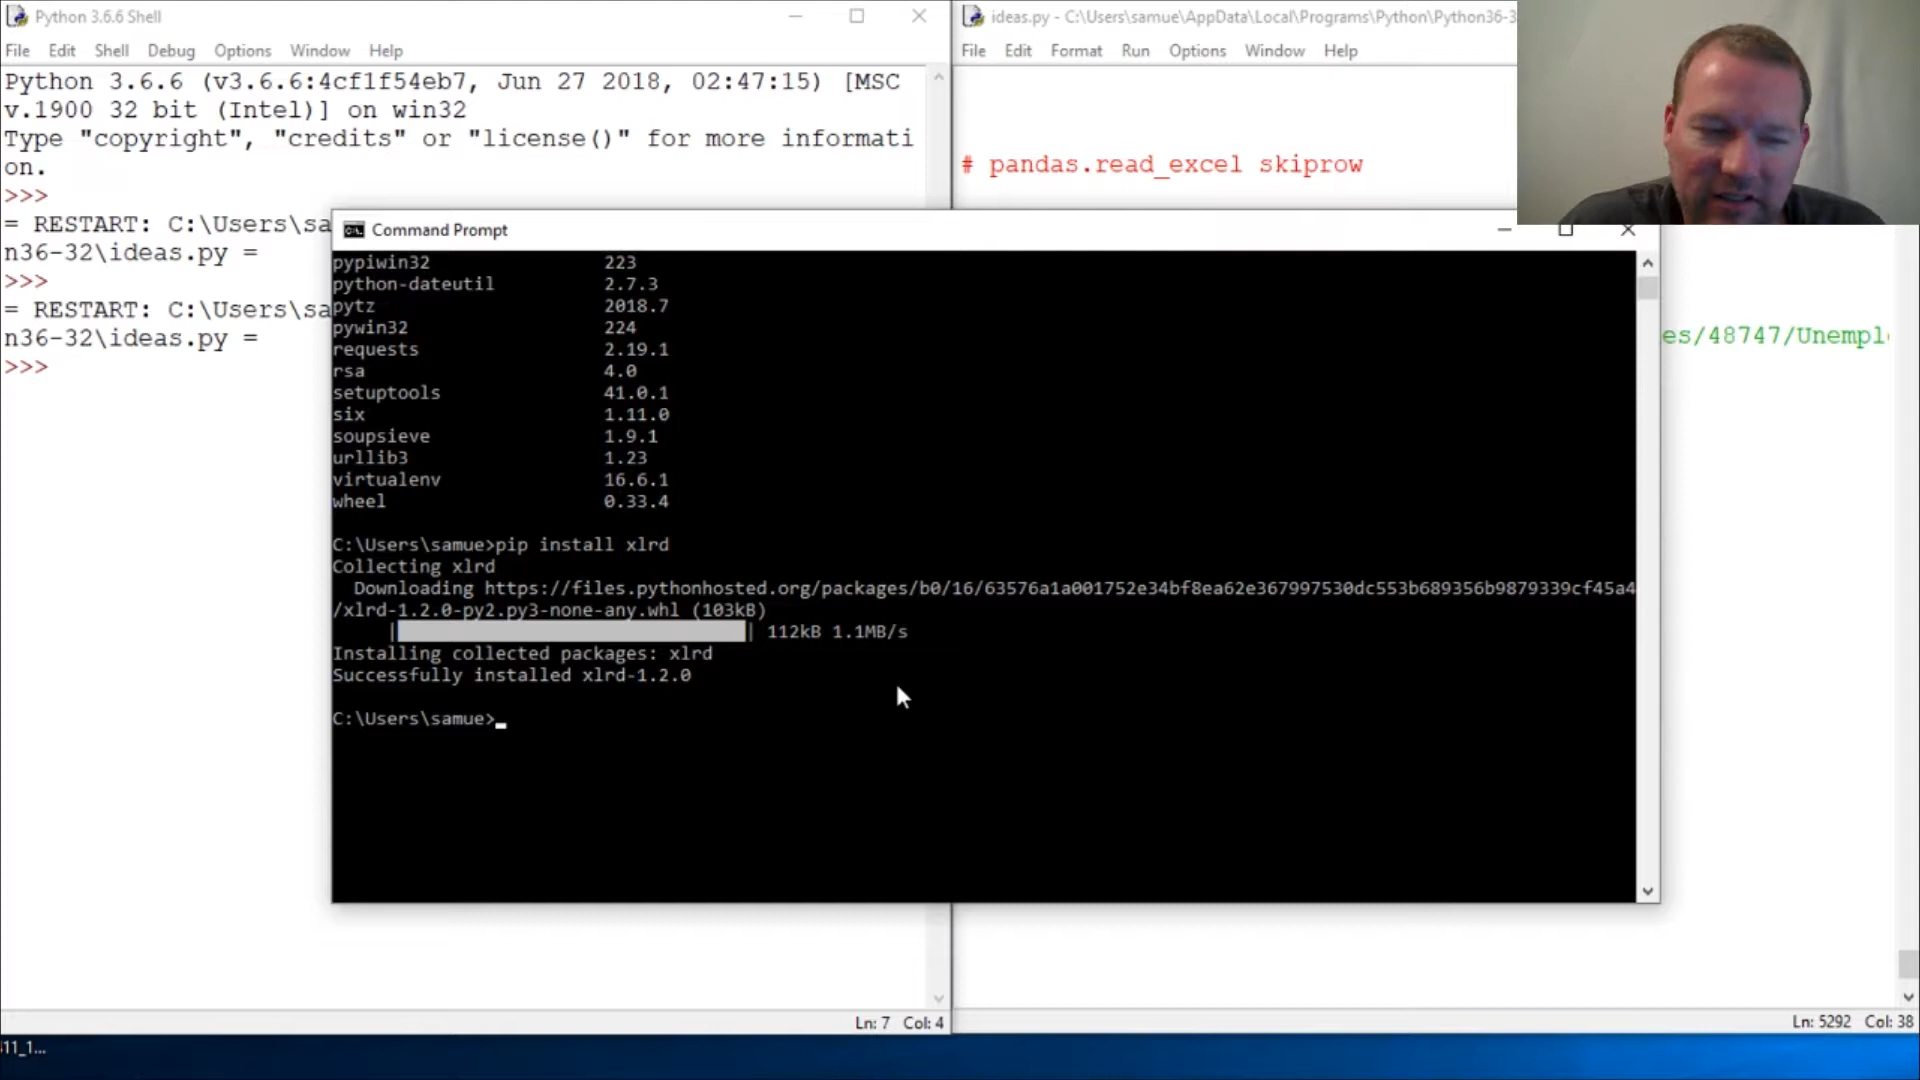 Python 3.6.6 Shell
File Edit Shell Debug Options Window Help
Python 3.6.6 (v3.6.6:4cf1f54eb7, Jun 27 2018, 02:47:15) [MSC
v.1900 32 bit (Intel)] on win32
Type "copyright", "credits" or "license()" for more informati
on.
>>>
= RESTART: C:\Users\sa
n36-32\ideas.py =
>>>
= RESTART: C:\Users\sa
n36-32\ideas.py =
>>>
Ln: 7 Col: 4
ideas.py - C:\Users\samue\AppData\Local\Programs\Python\Python36-3
File Edit Format Run Options Window Help
# pandas.read_excel skiprow
es/48747/Unempl
Ln: 5292 Col: 38
Command Prompt
pypiwin32 223
python-dateutil 2.7.3
pytz 2018.7
pywin32 224
requests 2.19.1
rsa 4.0
setuptools 41.0.1
six 1.11.0
soupsieve 1.9.1
urllib3 1.23
virtualenv 16.6.1
wheel 0.33.4
C:\Users\samue>pip install xlrd
Collecting xlrd
Downloading https://files.pythonhosted.org/packages/b0/16/63576a1a001752e34bf8ea62e367997530dc553b689356b9879339cf45a4
/xlrd-1.2.0-py2.py3-none-any.whl (103kB)
| | 112kB 1.1MB/s
Installing collected packages: xlrd
Successfully installed xlrd-1.2.0
C:\Users\samue>
11_1...